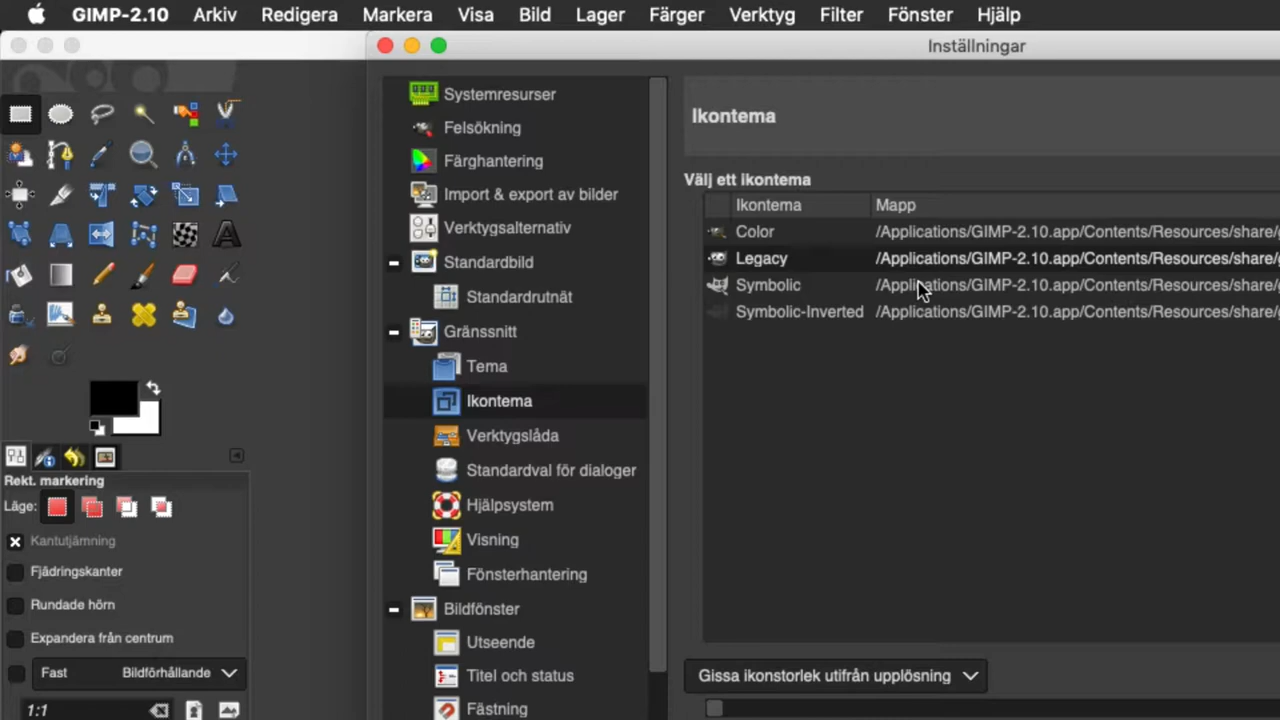 GIMP-2.10 Arkiv Redigera Markera Visa Bild Lager Färger Verktyg Filter Fönster Hjälp
Inställningar
Systemresurser
Felsökning
Färghantering
Import & export av bilder
Verktygsalternativ
Standardbild
Standardrutnät
Gränssnitt
Tema
Ikontema
Verktygslåda
Standardval för dialoger
Hjälpsystem
Visning
Fönsterhantering
Bildfönster
Utseende
Titel och status
Fästning
Ikontema
Välj ett ikontema
Ikontema Mapp
Color /Applications/GIMP-2.10.app/Contents/Resources/share/
Legacy /Applications/GIMP-2.10.app/Contents/Resources/share/
Symbolic /Applications/GIMP-2.10.app/Contents/Resources/share/
Symbolic-Inverted /Applications/GIMP-2.10.app/Contents/Resources/share/
Gissa ikonstorlek utifrån upplösning
Rekt. markering
Läge:
Kantutjämning
Fjädringskanter
Rundade hörn
Expandera från centrum
Fast Bildförhållande
1:1